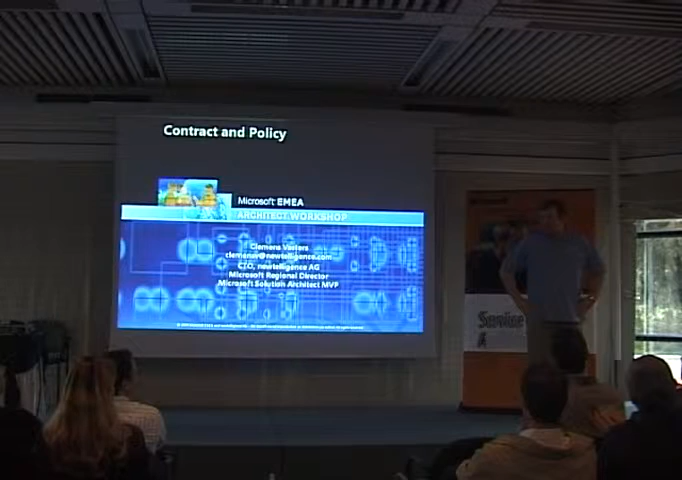 Contract and Policy
Microsoft EMEA
ARCHITECT WORKSHOP
Clemens Vasters
clemensv@newtelligence.com
CTO, newtelligence AG
Microsoft Regional Director
Microsoft Solution Architect MVP
Service
A